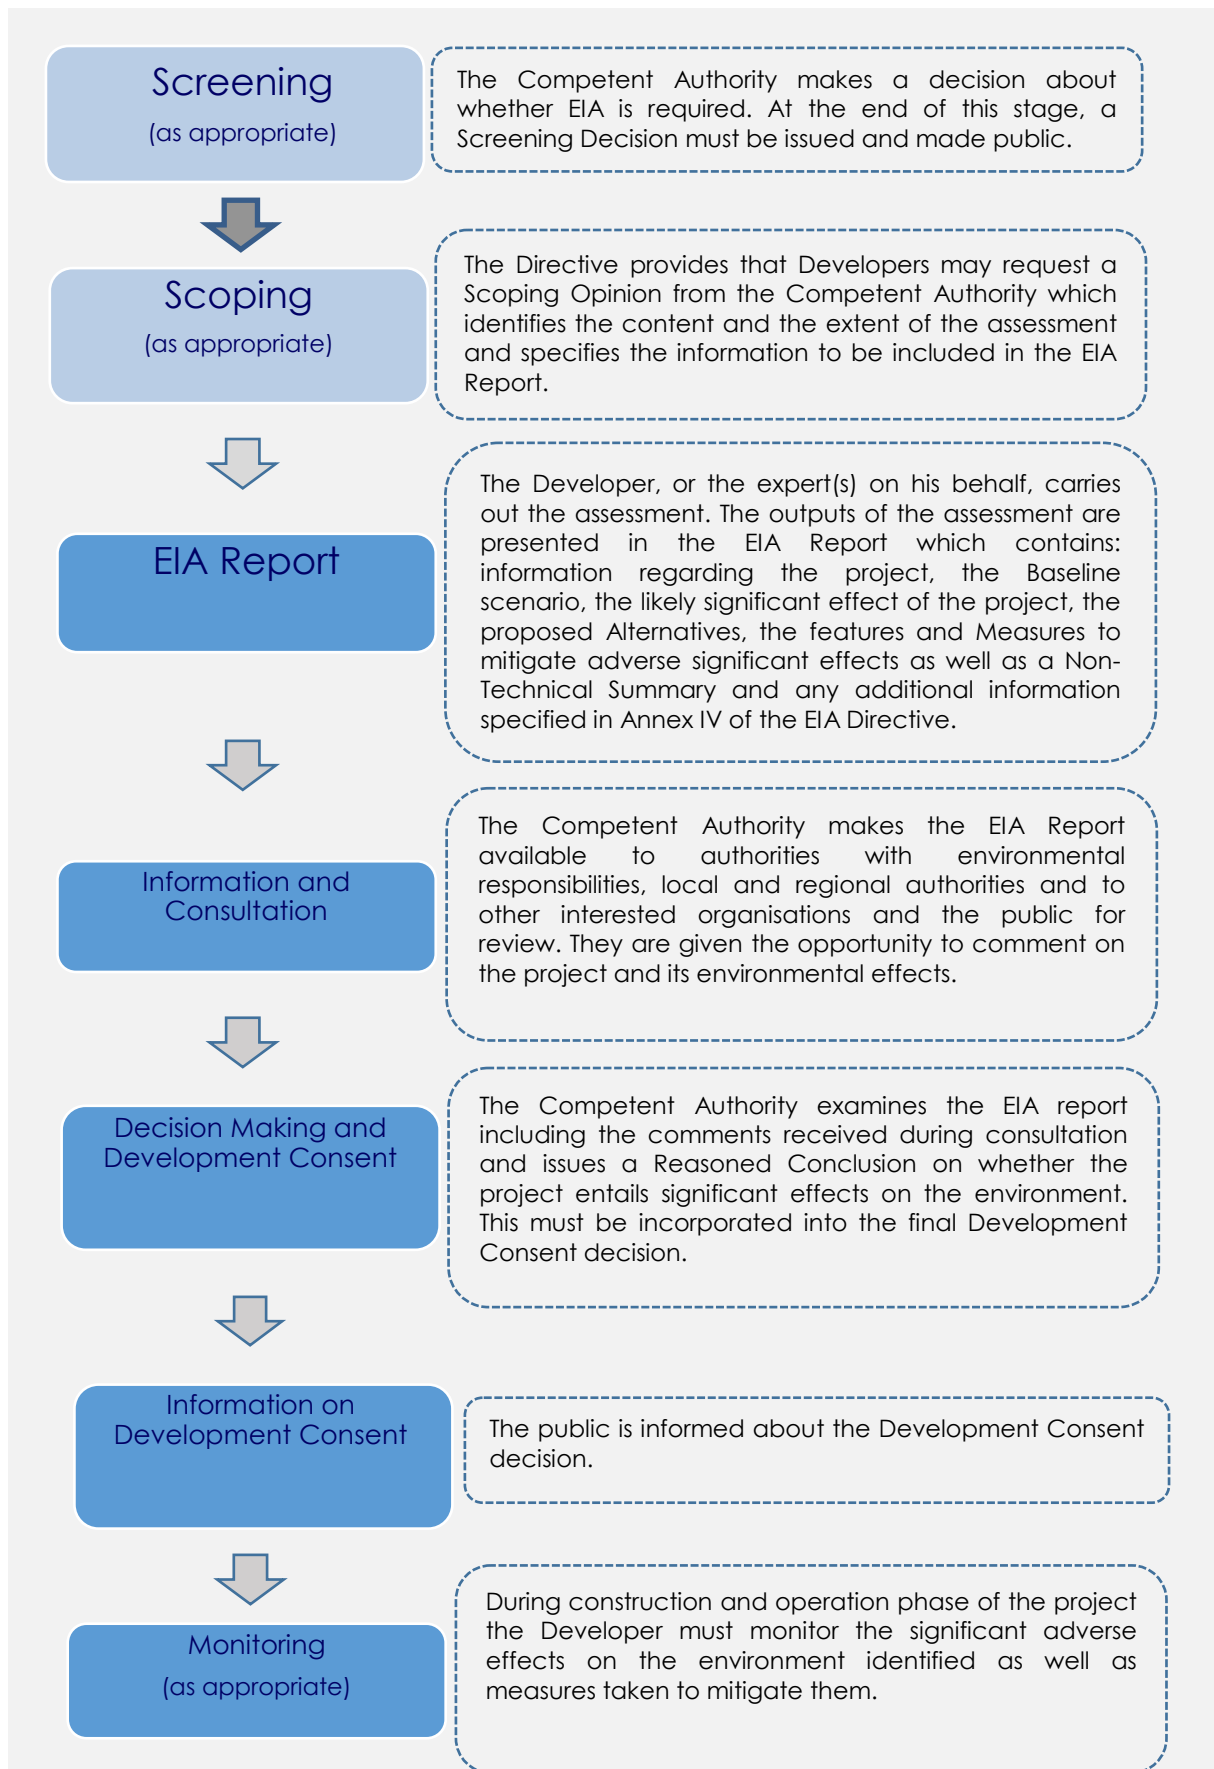 Screening
(as appropriate)
The Competent Authority makes a decision about
whether EIA is required. At the end of this stage, a
Screening Decision must be issued and made public.
Scoping
(as appropriate)
The Directive provides that Developers may request a
Scoping Opinion from the Competent Authority which
identifies the content and the extent of the assessment
and specifies the information to be included in the EIA
Report.
EIA Report
The Developer, or the expert(s) on his behalf, carries
out the assessment. The outputs of the assessment are
presented in the EIA Report which contains:
information regarding the project, the Baseline
scenario, the likely significant effect of the project, the
proposed Alternatives, the features and Measures to
mitigate adverse significant effects as well as a Non-
Technical Summary and any additional information
specified in Annex IV of the EIA Directive.
Information and
Consultation
The Competent Authority makes the EIA Report
available to authorities with environmental
responsibilities, local and regional authorities and to
other interested organisations and the public for
review. They are given the opportunity to comment on
the project and its environmental effects.
Decision Making and
Development Consent
The Competent Authority examines the EIA report
including the comments received during consultation
and issues a Reasoned Conclusion on whether the
project entails significant effects on the environment.
This must be incorporated into the final Development
Consent decision.
Information on
Development Consent
The public is informed about the Development Consent
decision.
Monitoring
(as appropriate)
During construction and operation phase of the project
the Developer must monitor the significant adverse
effects on the environment identified as well as
measures taken to mitigate them.